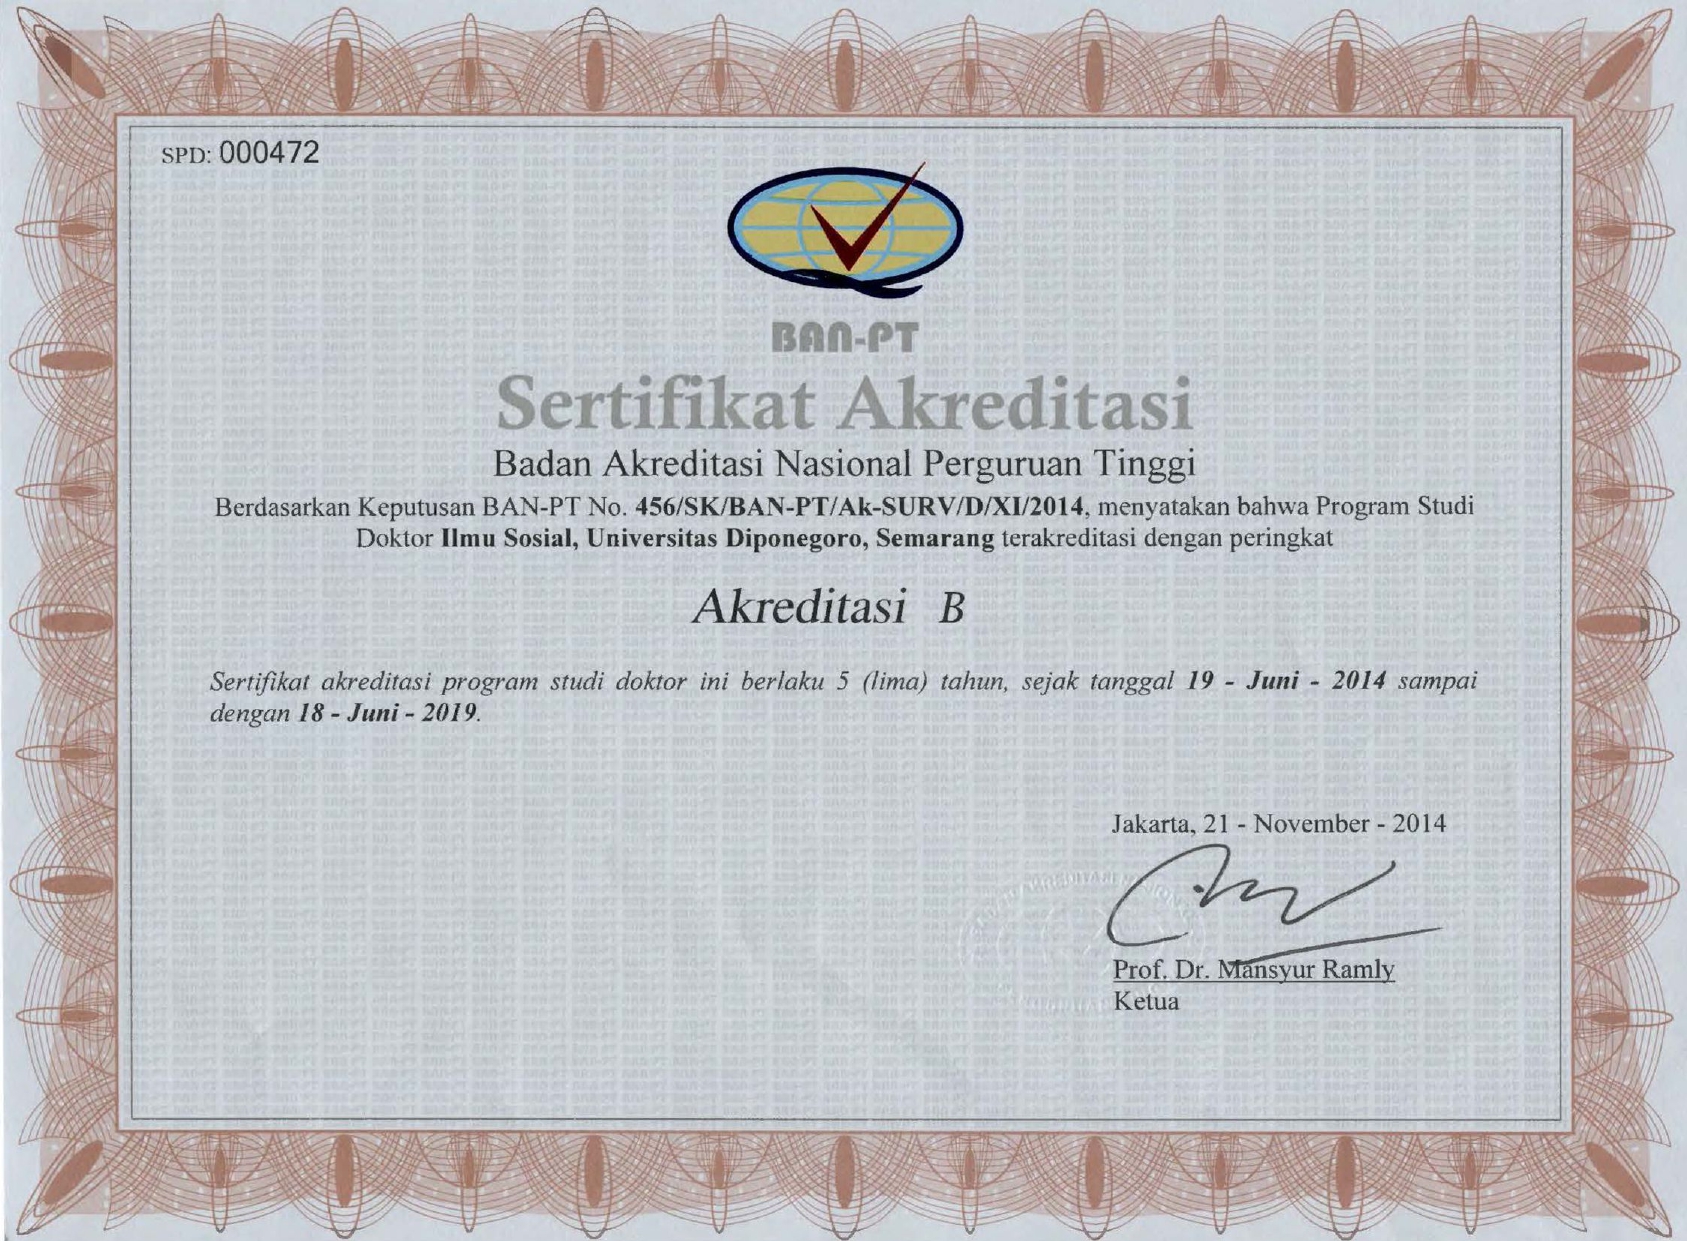 SPD: 000472
BAN-PT
Sertifikat Akreditasi
Badan Akreditasi Nasional Perguruan Tinggi
Berdasarkan Keputusan BAN-PT No. 456/SK/BAN-PT/Ak-SURV/D/XI/2014, menyatakan bahwa Program Studi
Doktor Ilmu Sosial, Universitas Diponegoro, Semarang terakreditasi dengan peringkat
Akreditasi B
Sertifikat akreditasi program studi doktor ini berlaku 5 (lima) tahun, sejak tanggal 19 - Juni - 2014 sampai
dengan 18 - Juni - 2019.
Jakarta, 21 - November - 2014
Prof. Dr. Mansyur Ramly
Ketua